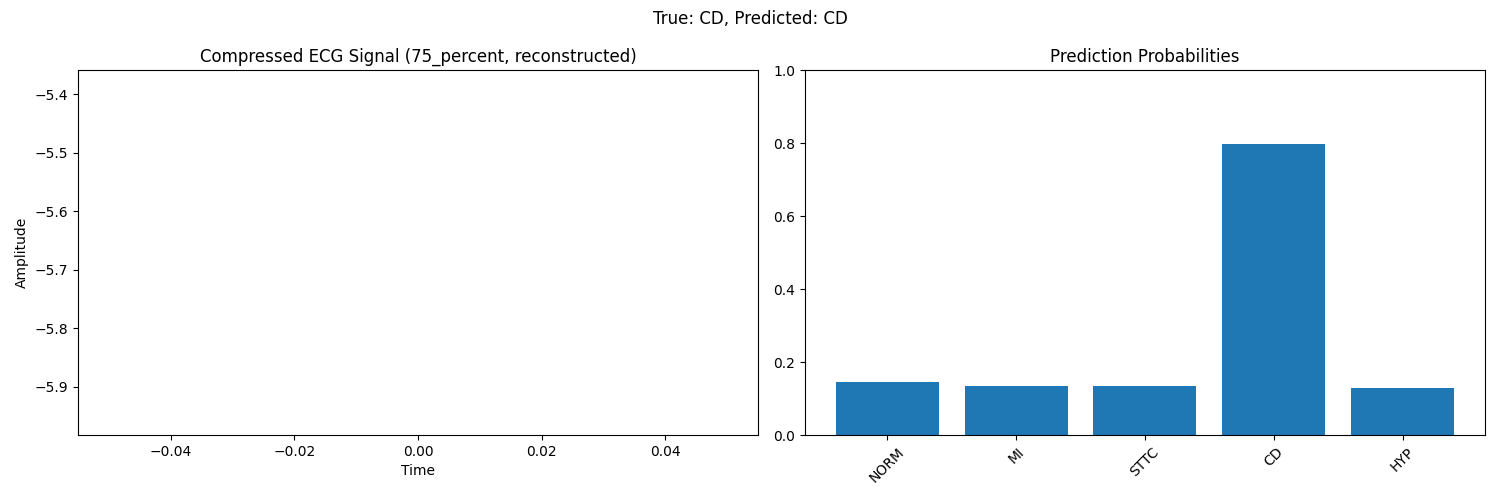 True: CD, Predicted: CD
Compressed ECG Signal (75_percent, reconstructed)
−5.4
−5.5
−5.6
−5.7
−5.8
−5.9
Amplitude
−0.04
−0.02
0.00
0.02
0.04
Time
Prediction Probabilities
1.0
0.8
0.6
0.4
0.2
0.0
NORM
MI
STTC
CD
HYP